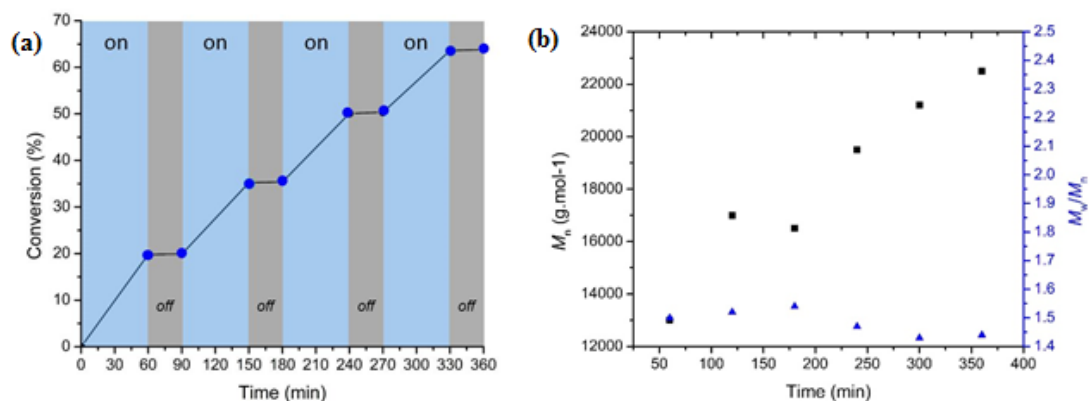 (a)
Conversion (%)
70
60
50
40
30
20
10
0
on on on on
off off off off
0 30 60 90 120 150 180 210 240 270 300 330 360
Time (min)
(b)
Mn (g.mol-1)
24000
22000
20000
18000
16000
14000
12000
50 100 150 200 250 300 350 400
Time (min)
2.5
2.4
2.3
2.2
2.1
2.0
1.9
1.8
1.7
1.6
1.5
1.4
Mw/Mn